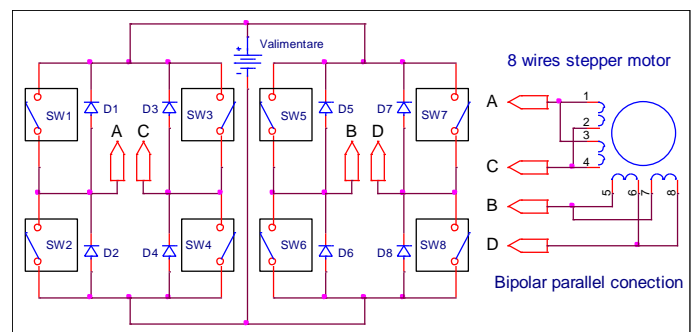 Valimentare
8 wires stepper motor
SW1
D1
D3
SW3
SW5
D5
D7
SW7
A
C
B
D
SW2
D2
D4
SW4
SW6
D6
D8
SW8
A
C
B
D
1
2
3
4
5
6
7
8
Bipolar parallel conection